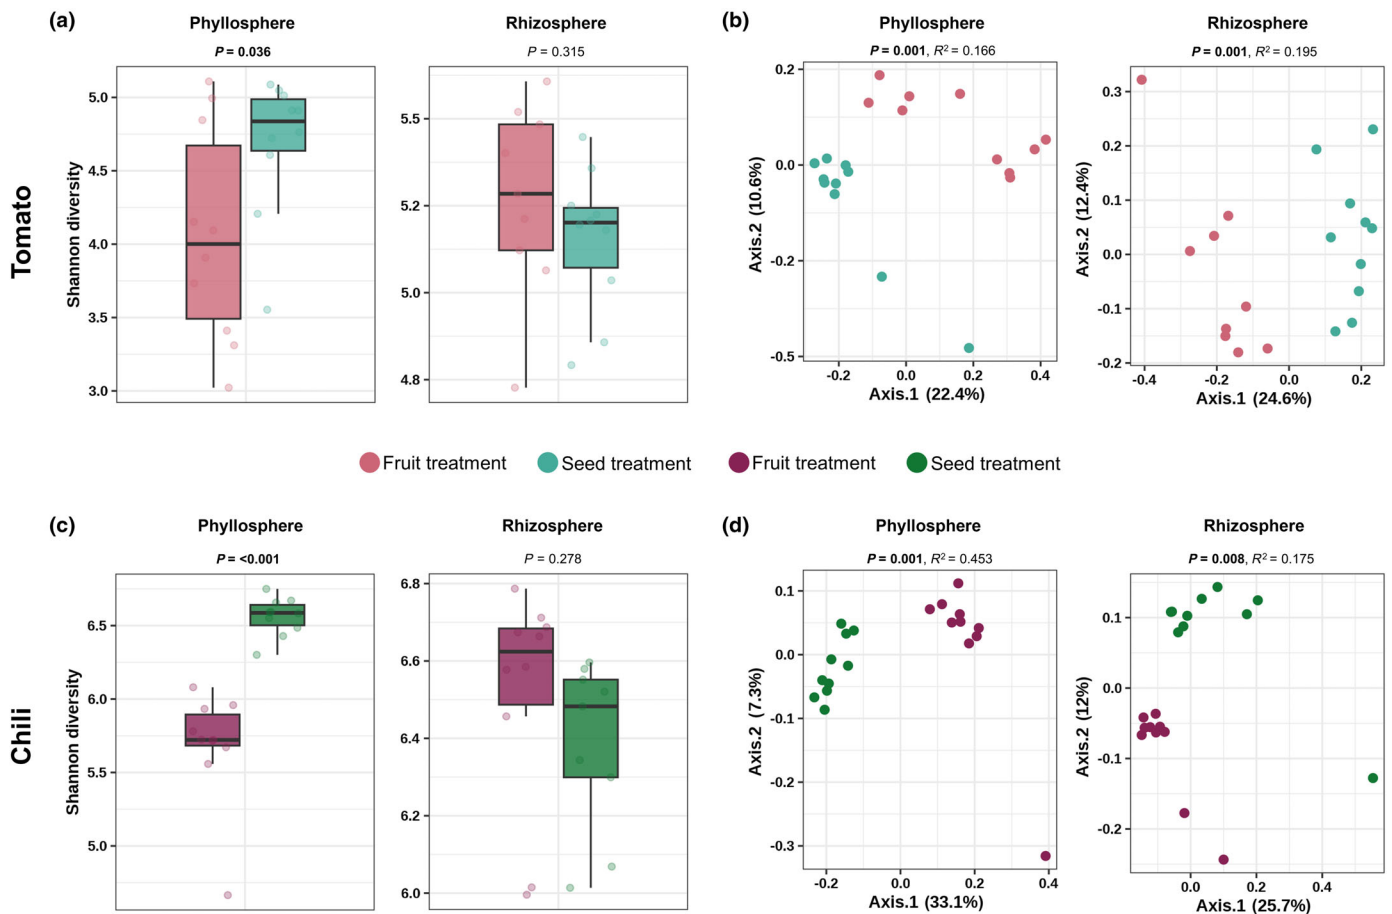 (a)
Phyllosphere
Rhizosphere
P = 0.036
P = 0.315
Tomato
Shannon diversity
5.0
4.5
4.0
3.5
3.0
5.5
5.2
5.0
4.8
(b)
Phyllosphere
Rhizosphere
P = 0.001, R² = 0.166
P = 0.001, R² = 0.195
Axis.2 (10.6%)
0.2
0.0
-0.2
-0.5
-0.2 0.0 0.2 0.4
Axis.1 (22.4%)
Axis.2 (12.4%)
0.3
0.2
0.1
0.0
-0.1
-0.2
-0.4 -0.2 0.0 0.2
Axis.1 (24.6%)
Fruit treatment Seed treatment Fruit treatment Seed treatment
(c)
Phyllosphere
Rhizosphere
P = <0.001
P = 0.278
Chili
Shannon diversity
6.5
6.0
5.5
5.0
6.8
6.6
6.4
6.2
6.0
(d)
Phyllosphere
Rhizosphere
P = 0.001, R² = 0.453
P = 0.008, R² = 0.175
Axis.2 (7.3%)
0.1
0.0
-0.1
-0.2
-0.3
-0.2 0.0 0.2 0.4
Axis.1 (33.1%)
Axis.2 (12%)
0.1
0.0
-0.1
-0.2
0.0 0.2 0.4
Axis.1 (25.7%)